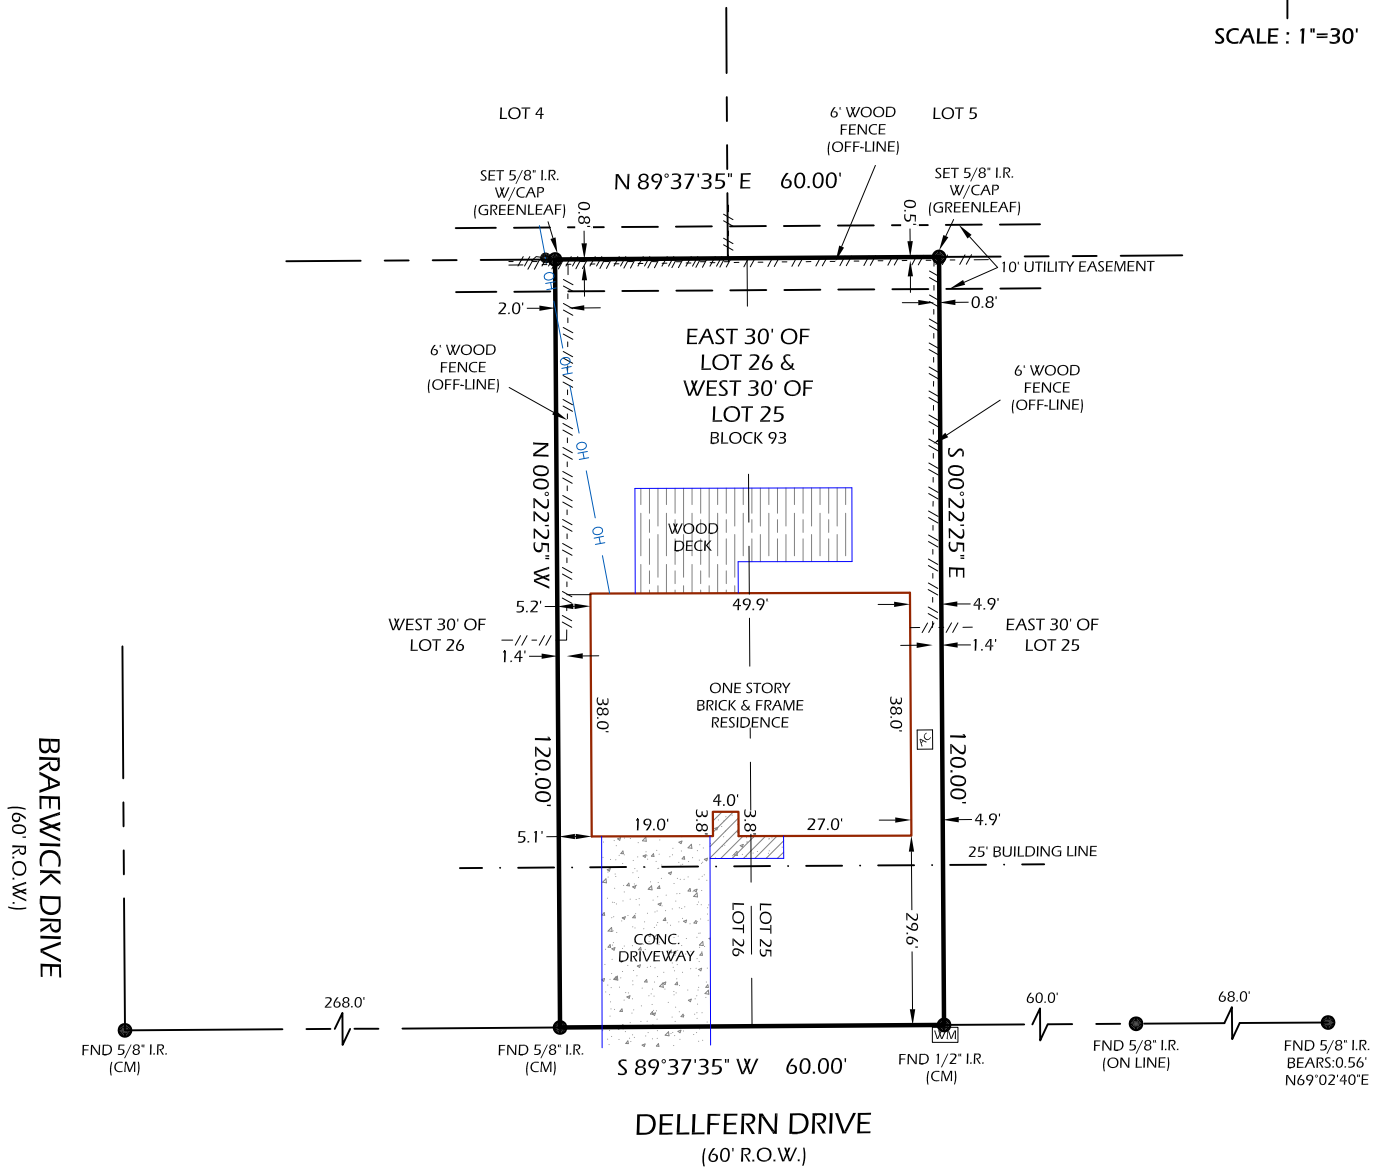 SCALE : 1"=30'
LOT 4
6' WOOD
FENCE
(OFF-LINE)
LOT 5
SET 5/8" I.R.
W/CAP
(GREENLEAF)
N 89°37'35" E 60.00'
SET 5/8" I.R.
W/CAP
(GREENLEAF)
0.8'
0.5'
10' UTILITY EASEMENT
OH
2.0'
0.8'
EAST 30' OF
LOT 26 &
WEST 30' OF
LOT 25
BLOCK 93
6' WOOD
FENCE
(OFF-LINE)
OH
6' WOOD
FENCE
(OFF-LINE)
OH
N 00°22'25" W
S 00°22'25" E
WOOD
DECK
OH
5.2'
49.9'
4.9'
WEST 30' OF
LOT 26
EAST 30' OF
LOT 25
1.4'
1.4'
ONE STORY
BRICK & FRAME
RESIDENCE
38.0'
38.0'
AC
120.00'
120.00'
BRAEWICK DRIVE
(60' R.O.W.)
4.0'
3.8'
3.8'
19.0'
27.0'
5.1'
4.9'
25' BUILDING LINE
LOT 26
LOT 25
29.6'
CONC.
DRIVEWAY
268.0'
60.0'
68.0'
WM
FND 5/8" I.R.
(CM)
FND 5/8" I.R.
(CM)
S 89°37'35" W 60.00'
FND 1/2" I.R.
(CM)
FND 5/8" I.R.
(ON LINE)
FND 5/8" I.R.
BEARS:0.56'
N69°02'40"E
DELLFERN DRIVE
(60' R.O.W.)